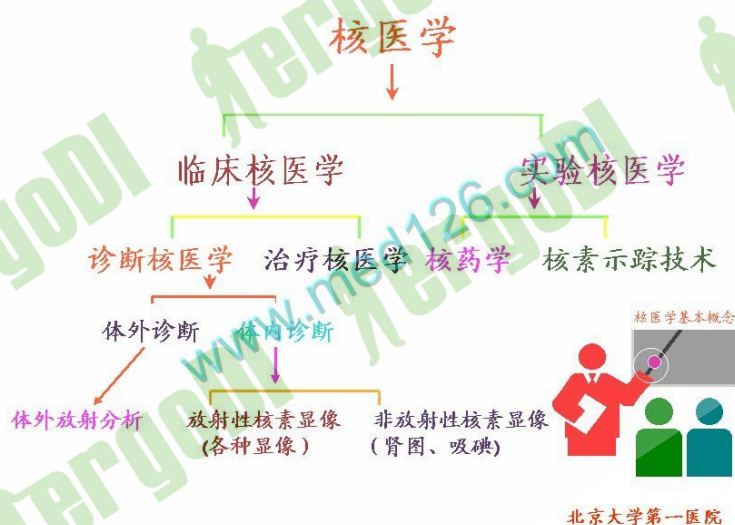 核医学
临床核医学
实验核医学
诊断核医学
治疗核医学
核药学
核素示踪技术
体外诊断
体内诊断
核医学基本概念
体外放射分析
放射性核素显像
(各种显像)
非放射性核素显像
(肾图、吸碘)
北京大学第一医院
www.med126.com
TergoDI
TergoDI
TergoDI
TergoDI